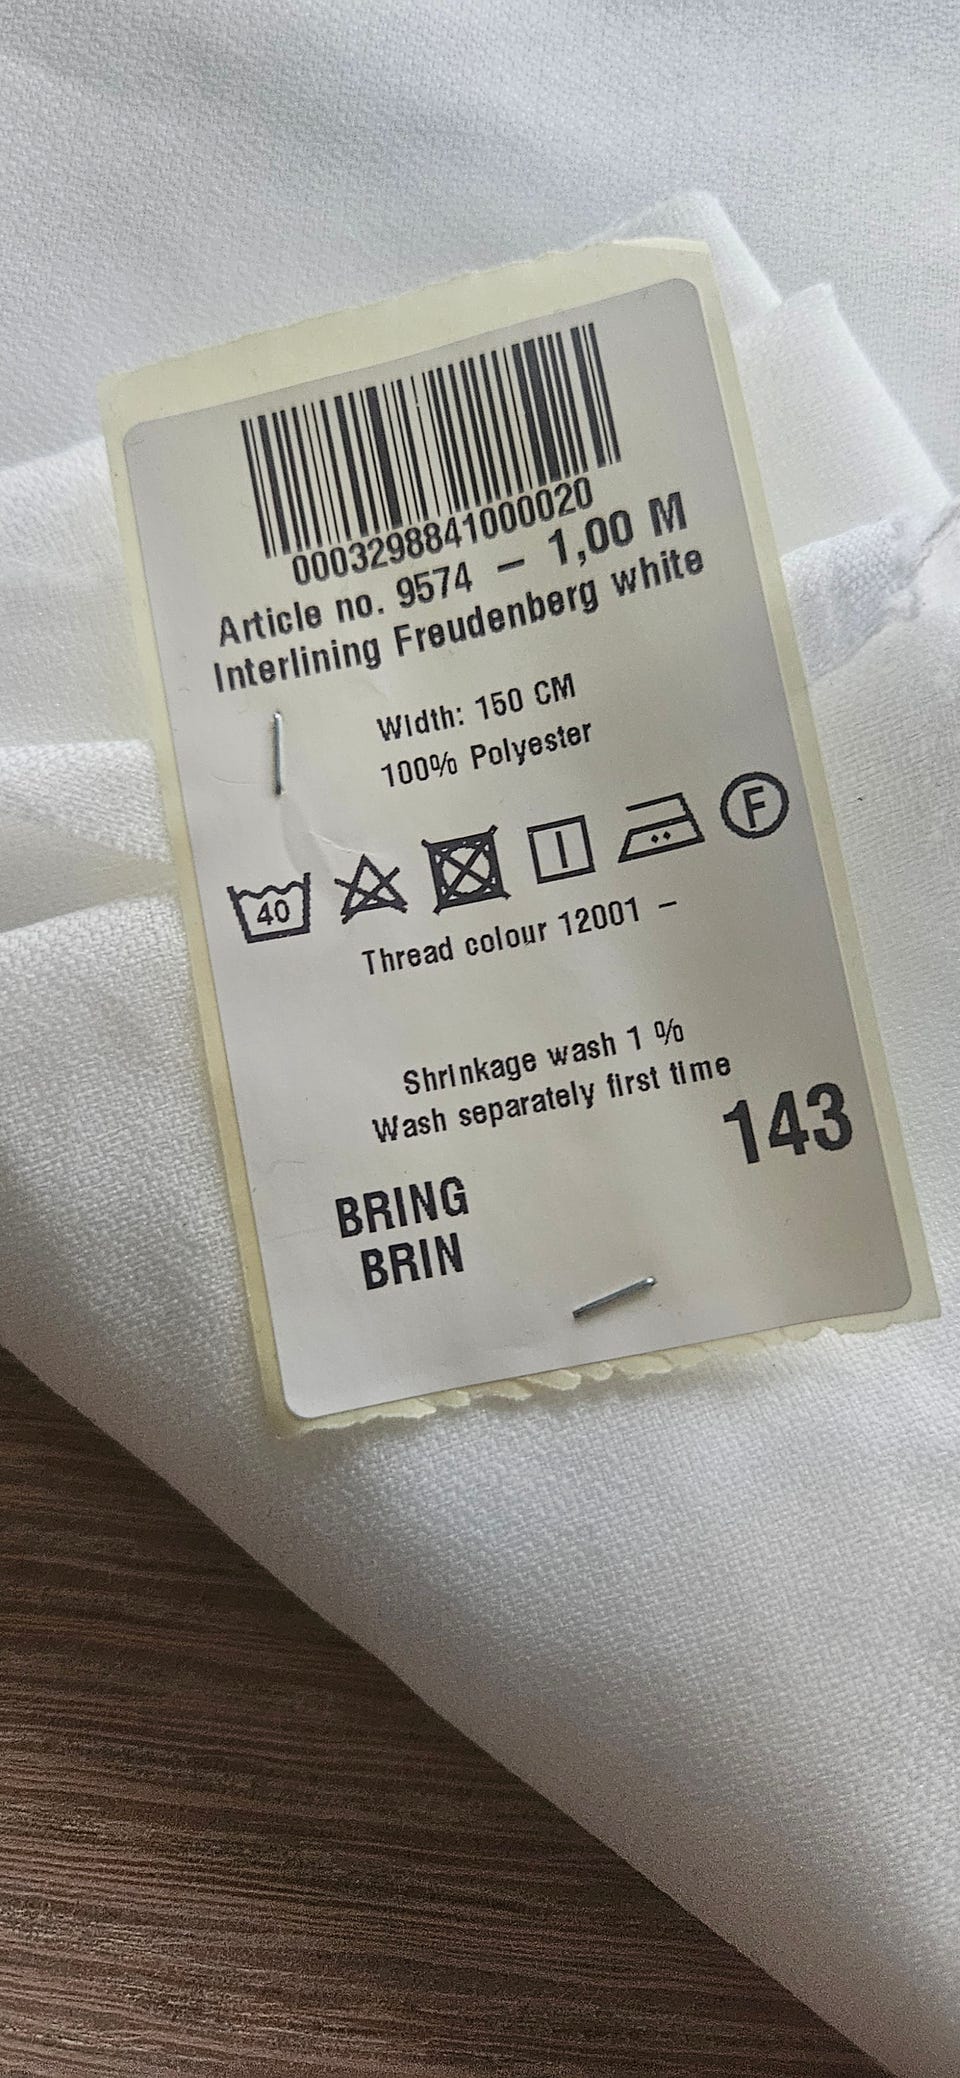 0003298841000020
Article no. 9574 – 1,00 M
Interlining Freudenberg white
Width: 150 CM
100% Polyester
40 F
Thread colour 12001 –
Shrinkage wash 1 %
Wash separately first time
143
BRING
BRIN